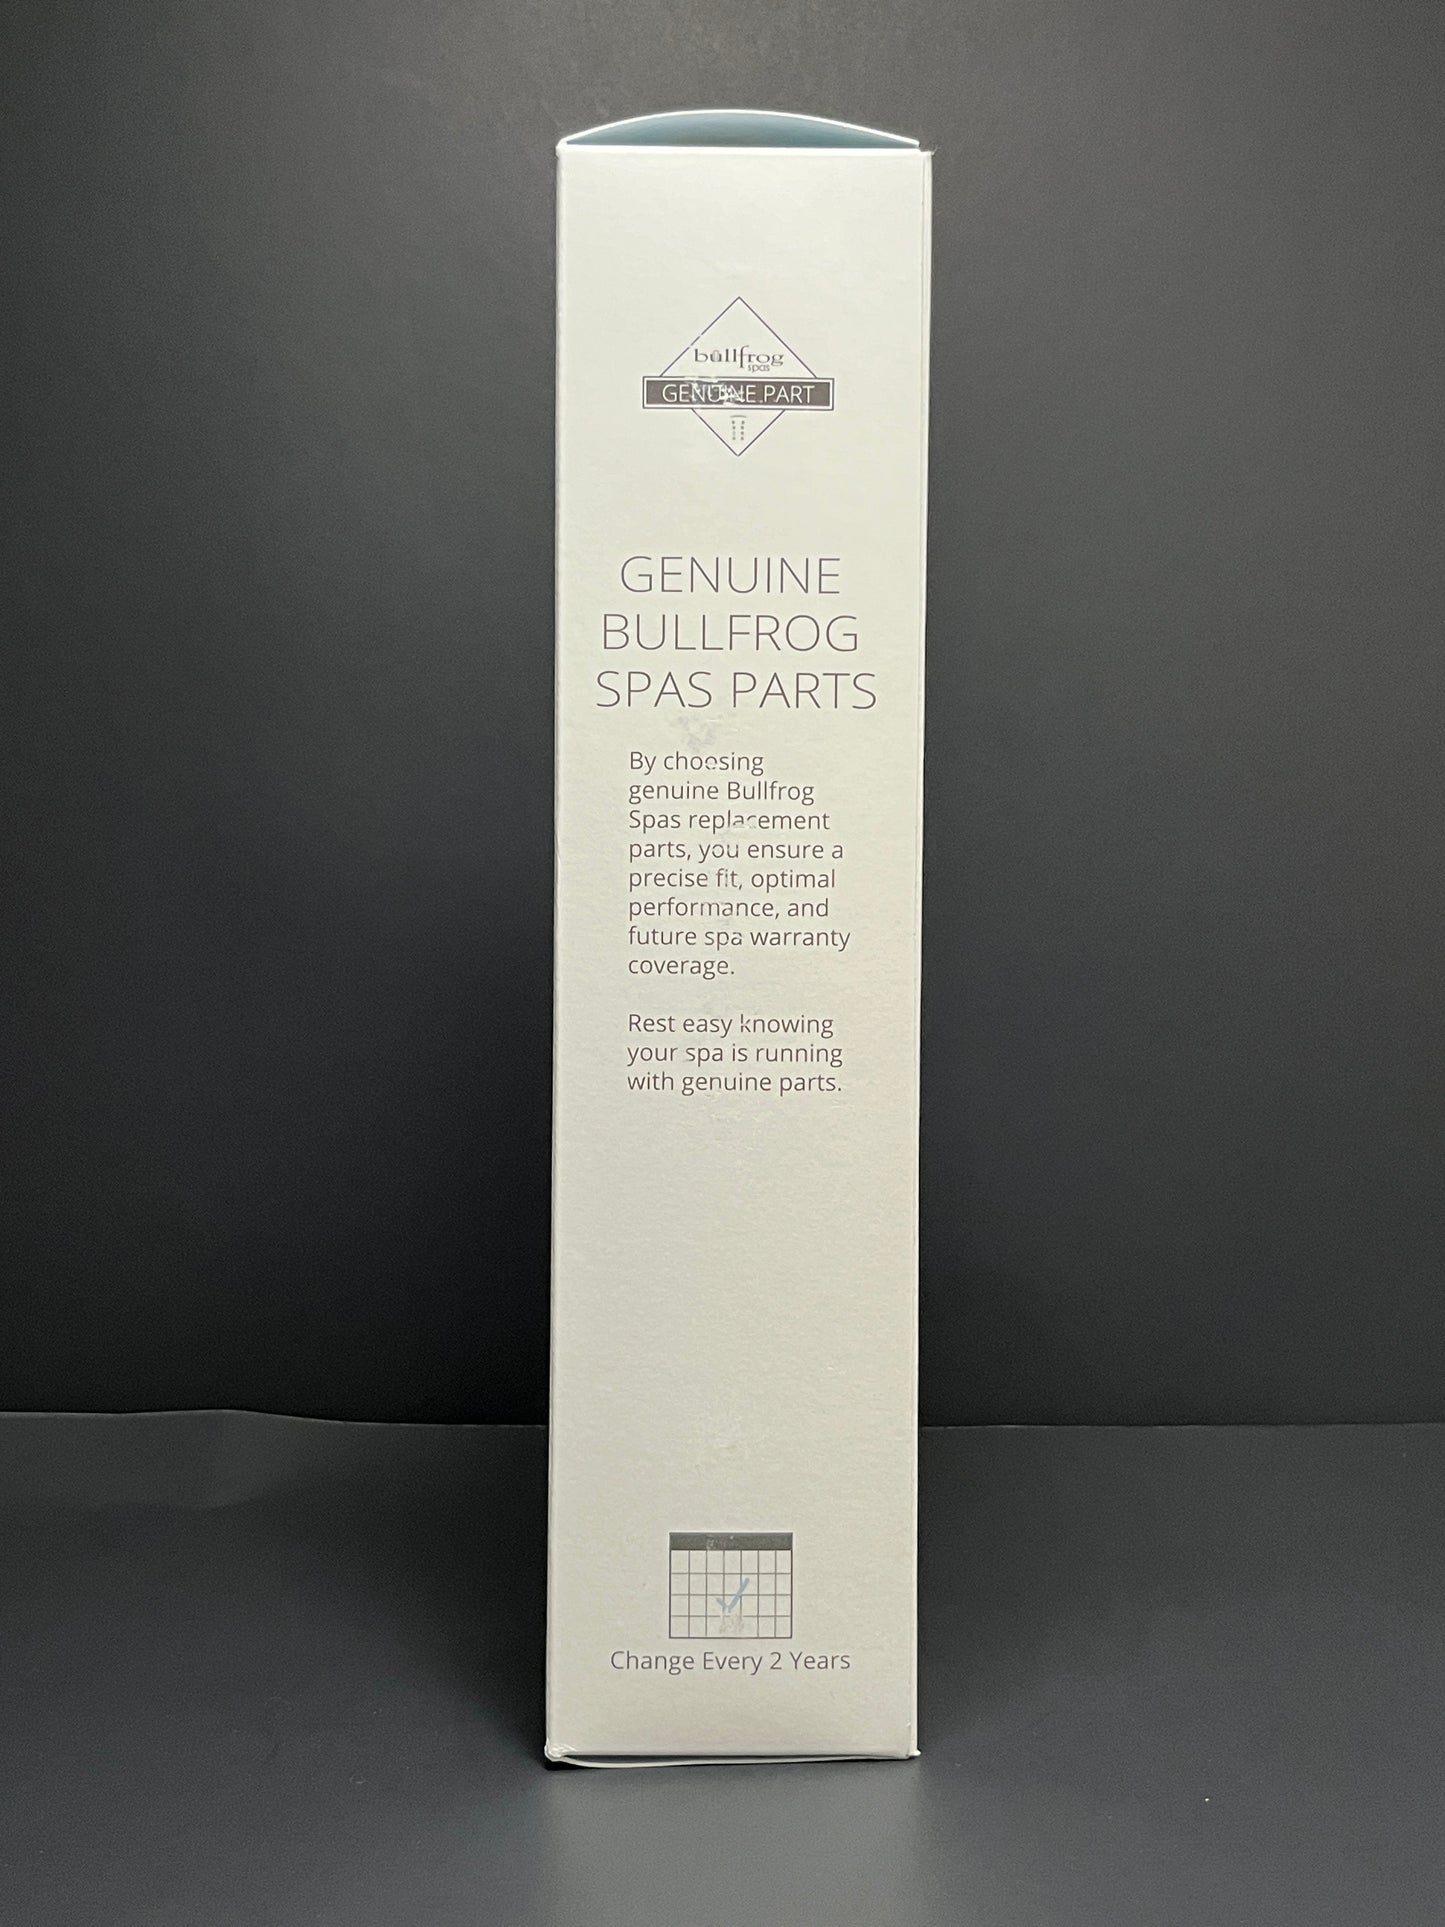 bullfrog
spas
GENUINE PART
GENUINE
BULLFROG
SPAS PARTS
By choosing
genuine Bullfrog
Spas replacement
parts, you ensure a
precise fit, optimal
performance, and
future spa warranty
coverage.
Rest easy knowing
your spa is running
with genuine parts.
Change Every 2 Years